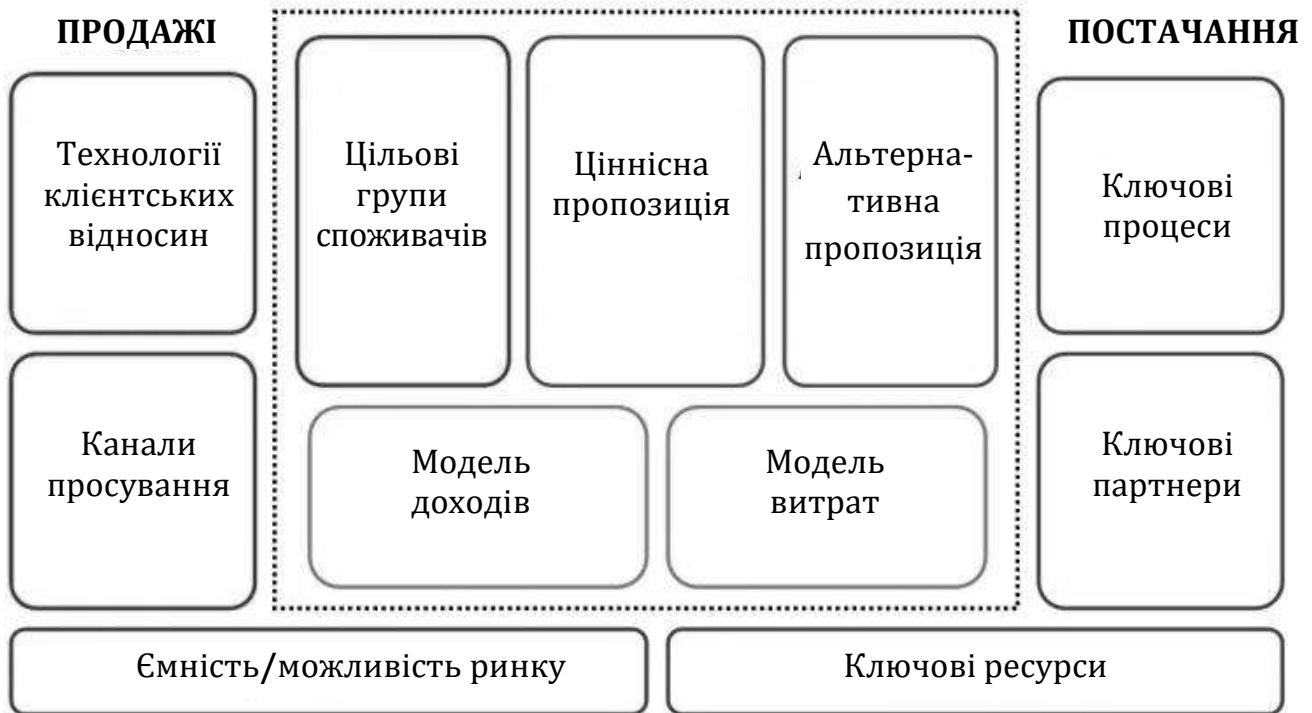 ПРОДАЖІ
ПОСТАЧАННЯ
Технології
клієнтських
відносин
Цільові
групи
споживачів
Ціннісна
пропозиція
Альтерна-
тивна
пропозиція
Ключові
процеси
Канали
просування
Модель
доходів
Модель
витрат
Ключові
партнери
Ємність/можливість ринку
Ключові ресурси